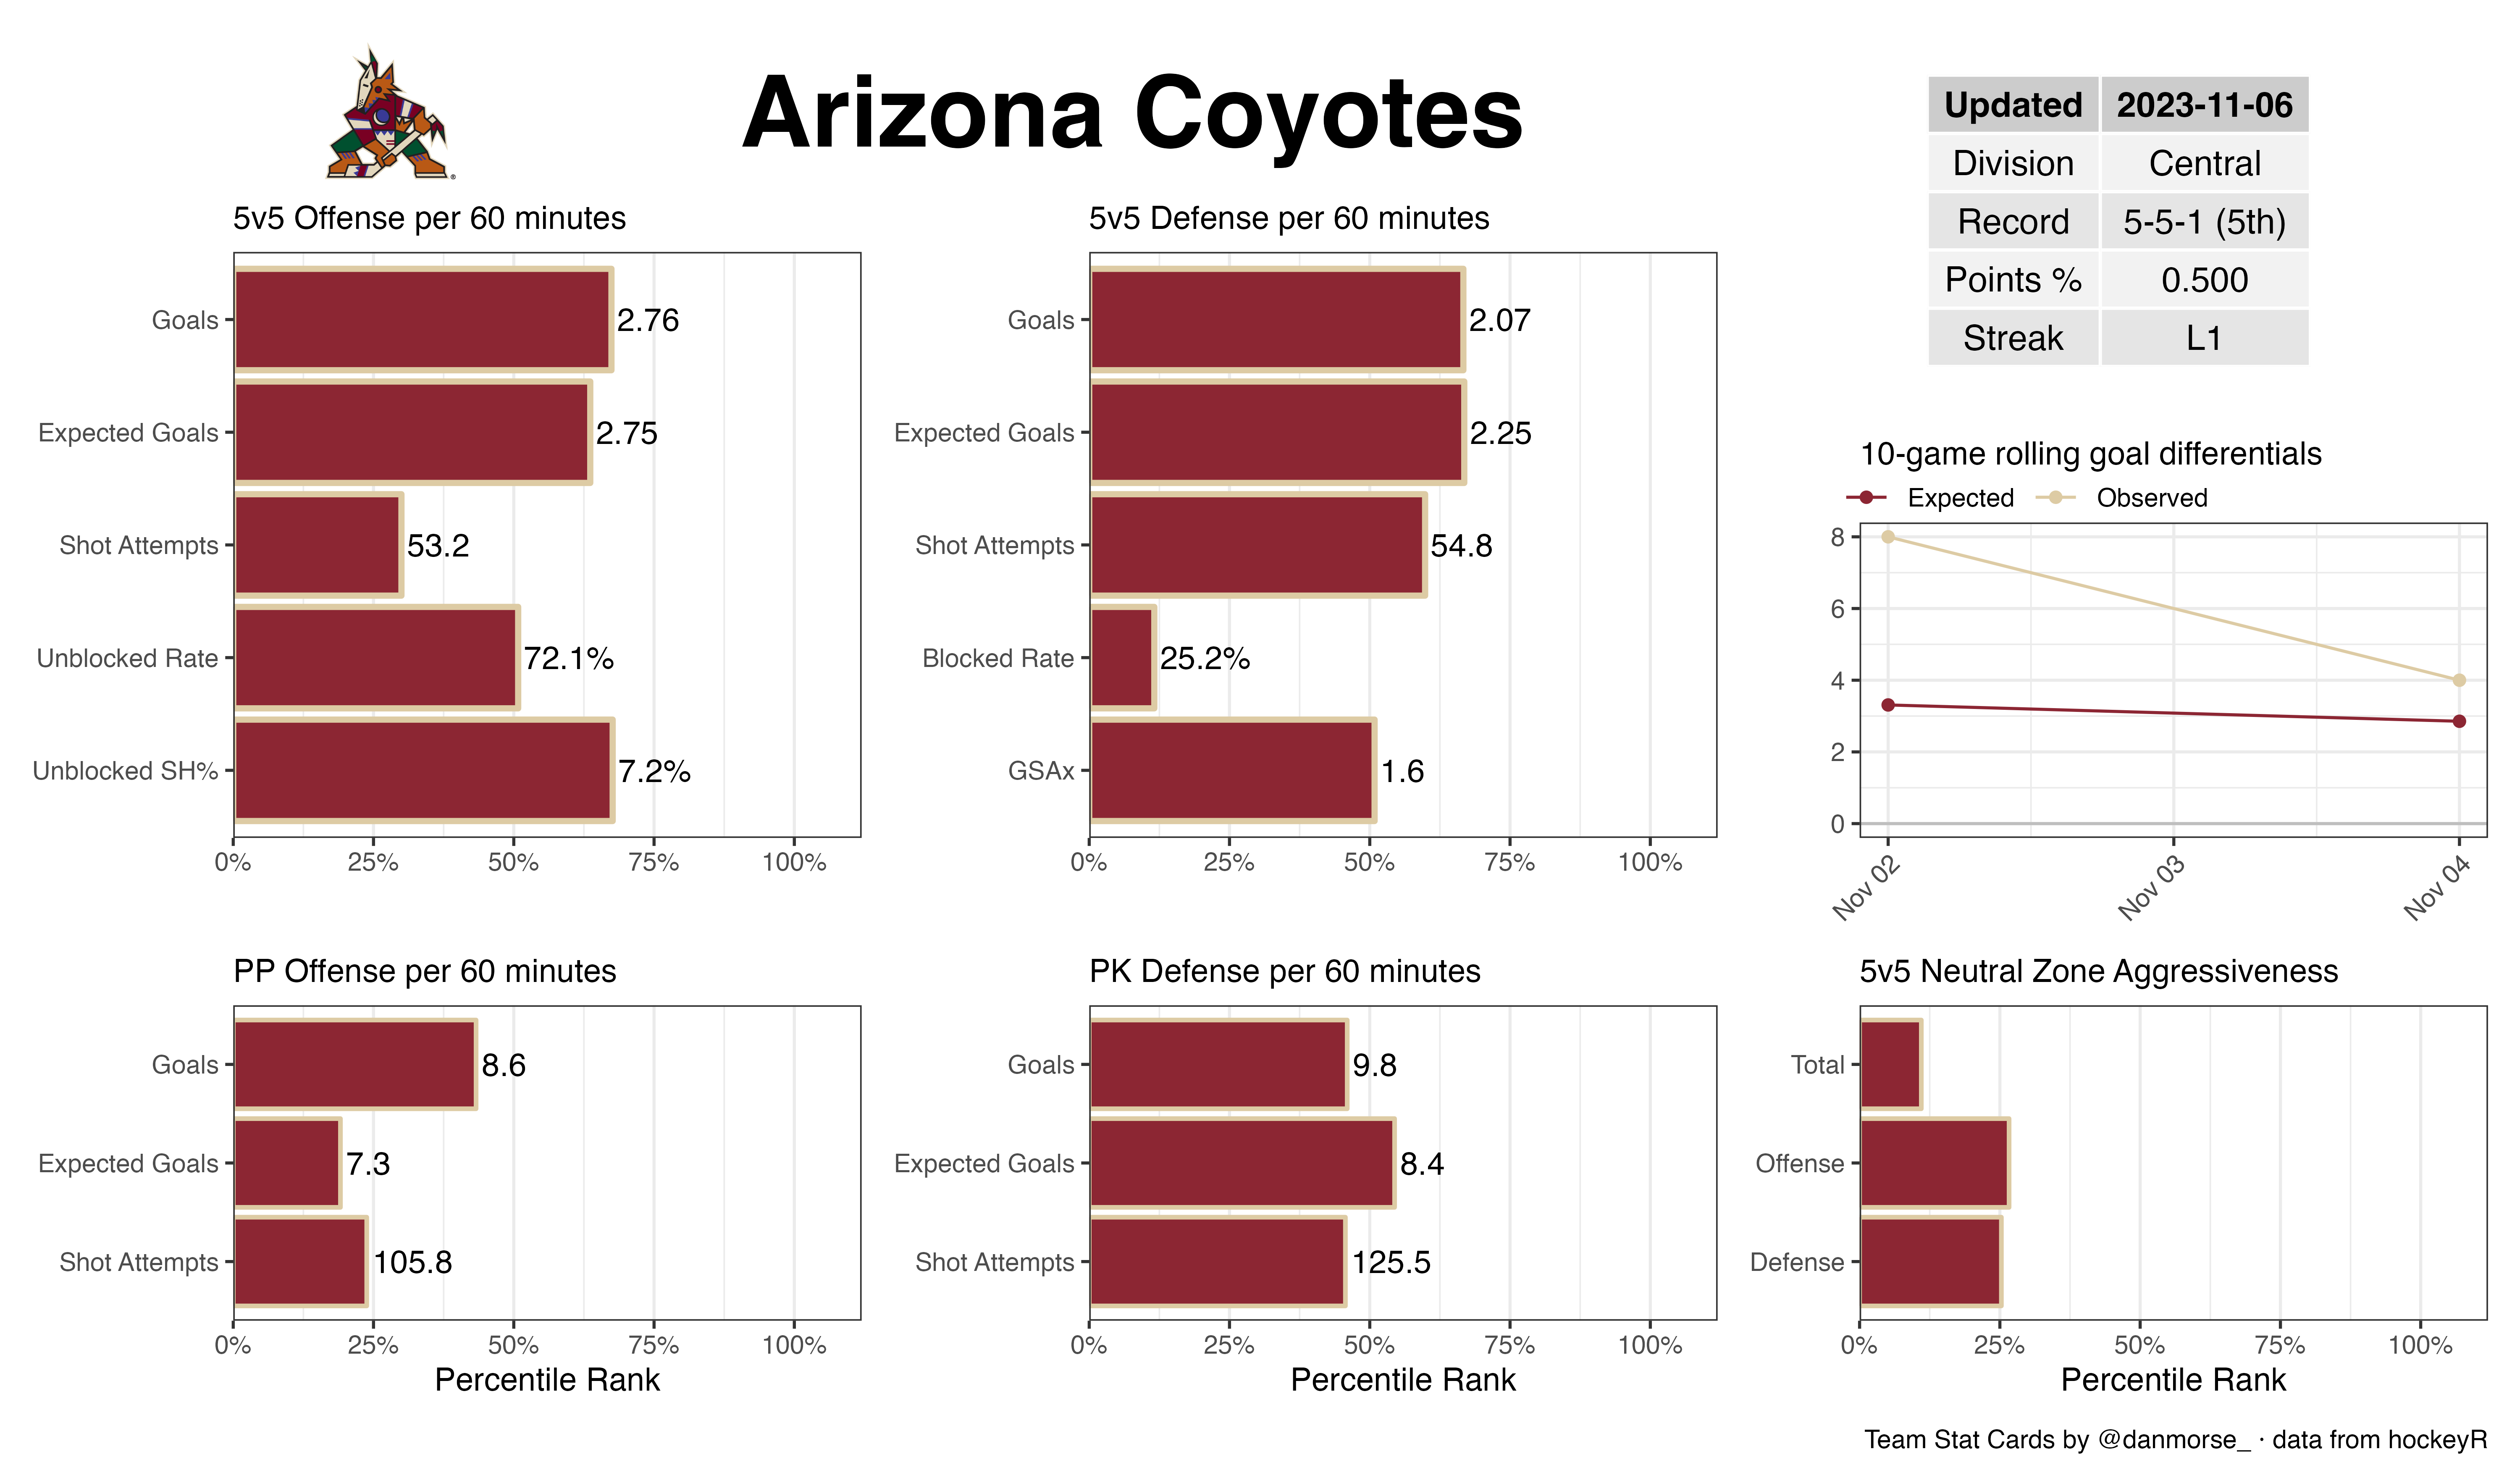 Arizona Coyotes
Updated 2023-11-06
Division Central
Record 5-5-1 (5th)
Points % 0.500
Streak L1
5v5 Offense per 60 minutes
Goals 2.76
Expected Goals 2.75
Shot Attempts 53.2
Unblocked Rate 72.1%
Unblocked SH% 7.2%
0% 25% 50% 75% 100%
5v5 Defense per 60 minutes
Goals 2.07
Expected Goals 2.25
Shot Attempts 54.8
Blocked Rate 25.2%
GSAx 1.6
0% 25% 50% 75% 100%
10-game rolling goal differentials
Expected Observed
8
6
4
2
0
Nov 02 Nov 03 Nov 04
PP Offense per 60 minutes
Goals 8.6
Expected Goals 7.3
Shot Attempts 105.8
0% 25% 50% 75% 100%
Percentile Rank
PK Defense per 60 minutes
Goals 9.8
Expected Goals 8.4
Shot Attempts 125.5
0% 25% 50% 75% 100%
Percentile Rank
5v5 Neutral Zone Aggressiveness
Total
Offense
Defense
0% 25% 50% 75% 100%
Percentile Rank
Team Stat Cards by @danmorse_ · data from hockeyR